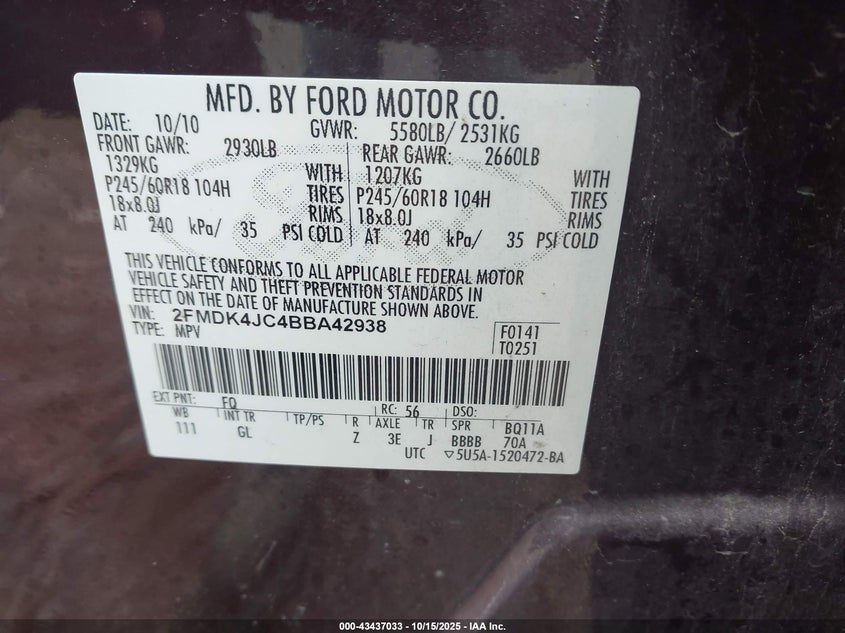 MFD. BY FORD MOTOR CO.
DATE: 10/10 GVWR: 5580LB/ 2531KG
FRONT GAWR: 2930LB REAR GAWR: 2660LB
1329KG WITH 1207KG WITH
P245/60R18 104H TIRES P245/60R18 104H TIRES
18x8.0J RIMS 18x8.0J RIMS
AT 240 kPa/ 35 PSI COLD AT 240 kPa/ 35 PSI COLD
THIS VEHICLE CONFORMS TO ALL APPLICABLE FEDERAL MOTOR
VEHICLE SAFETY AND THEFT PREVENTION STANDARDS IN
EFFECT ON THE DATE OF MANUFACTURE SHOWN ABOVE.
VIN: 2FMDK4JC4BBA42938 F0141
TYPE: MPV T0251
EXT PNT: FQ RC: 56 DSO:
WB INT TR TP/PS R AXLE TR SPR BQ11A
111 GL Z 3E J BBBB 70A
UTC ▽5U5A-1520472-BA
000-43437033 - 10/15/2025 - IAA Inc.